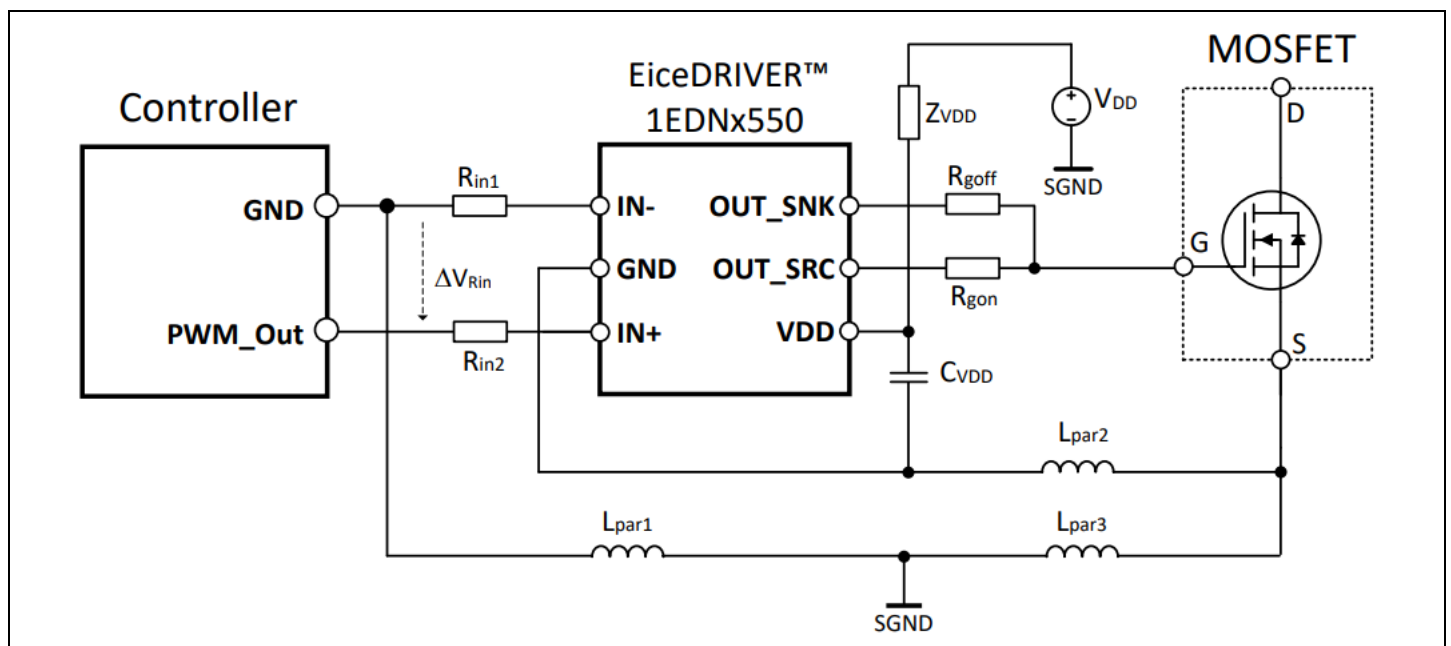 MOSFET
EiceDRIVER™
1EDNx550
Controller
VDD
+
-
D
ZVDD
SGND
Rin1
Rgoff
GND
IN-
OUT_SNK
G
GND
OUT_SRC
ΔVRin
Rgon
PWM_Out
IN+
VDD
Rin2
S
CVDD
Lpar2
Lpar1
Lpar3
SGND